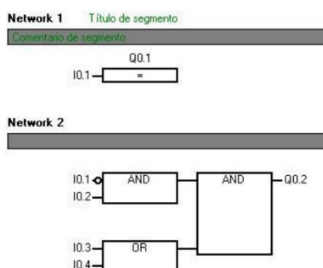 Network 1 Título de segmento
Comentario de segmento
Q0.1
I0.1 =
Network 2
I0.1 AND AND Q0.2
I0.2
I0.3 OR
I0.4